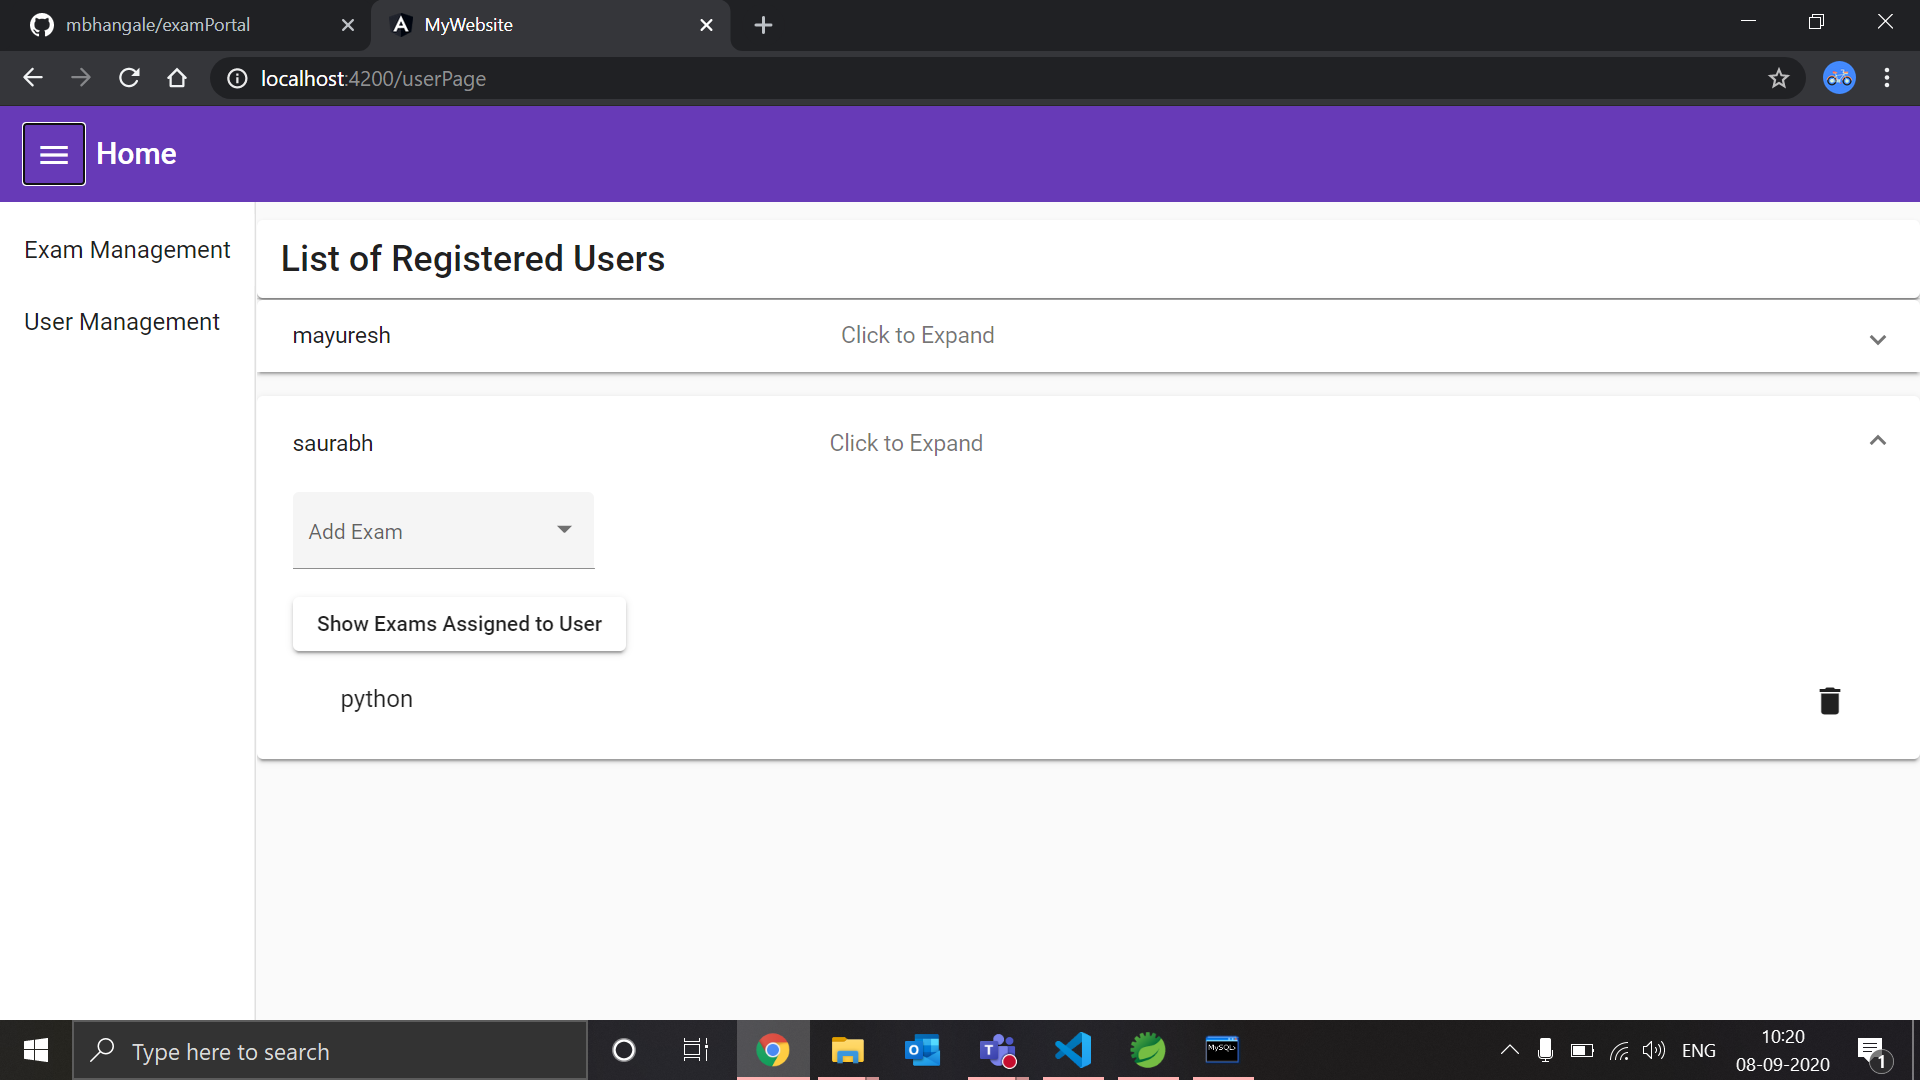 mbhangale/examPortal
MyWebsite
localhost:4200/userPage
Home
Exam Management
User Management
List of Registered Users
mayuresh
Click to Expand
saurabh
Click to Expand
Add Exam
Show Exams Assigned to User
python
Type here to search
MySQL>
ENG
10:20
08-09-2020
1